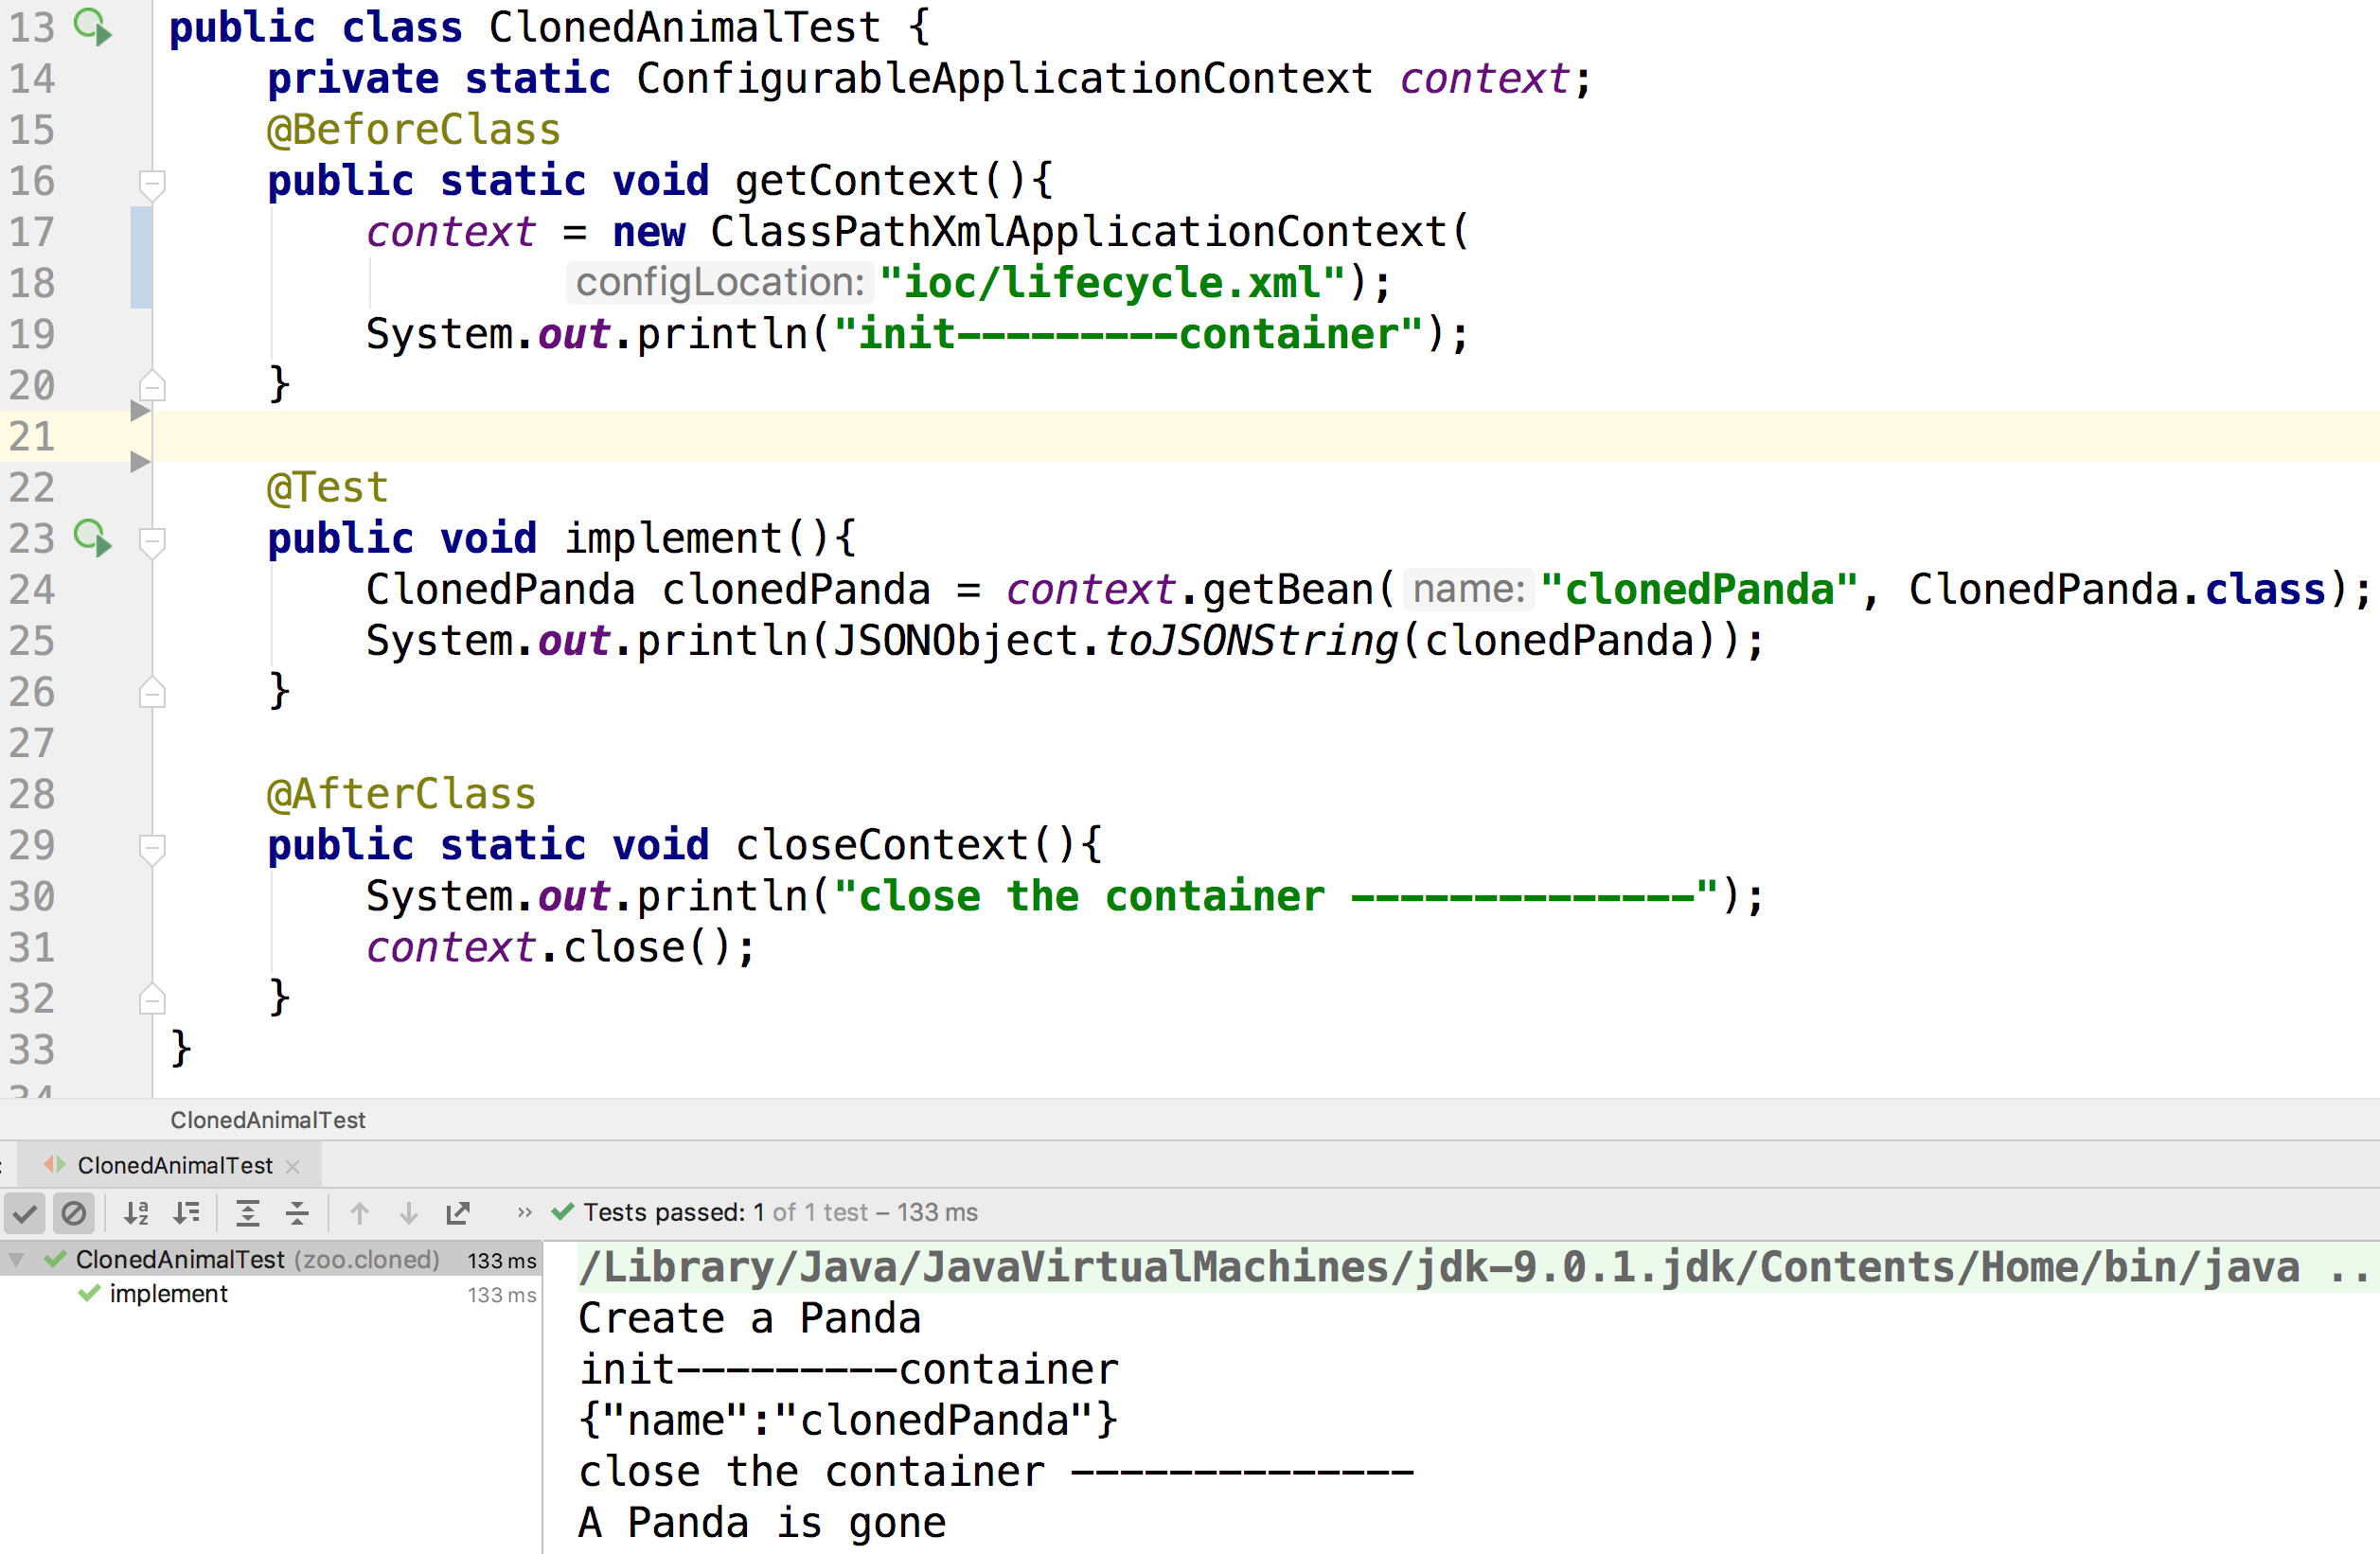 13 public class ClonedAnimalTest {
14 private static ConfigurableApplicationContext context;
15 @BeforeClass
16 public static void getContext(){
17 context = new ClassPathXmlApplicationContext(
18 configLocation: "ioc/lifecycle.xml");
19 System.out.println("init---------container");
20 }
21
22 @Test
23 public void implement(){
24 ClonedPanda clonedPanda = context.getBean( name: "clonedPanda", ClonedPanda.class);
25 System.out.println(JSONObject.toJSONString(clonedPanda));
26 }
27
28 @AfterClass
29 public static void closeContext(){
30 System.out.println("close the container --------------");
31 context.close();
32 }
33 }
34
ClonedAnimalTest
: ClonedAnimalTest ×
» Tests passed: 1 of 1 test – 133 ms
ClonedAnimalTest (zoo.cloned) 133 ms
implement 133 ms
/Library/Java/JavaVirtualMachines/jdk-9.0.1.jdk/Contents/Home/bin/java ..
Create a Panda
init---------container
{"name":"clonedPanda"}
close the container --------------
A Panda is gone